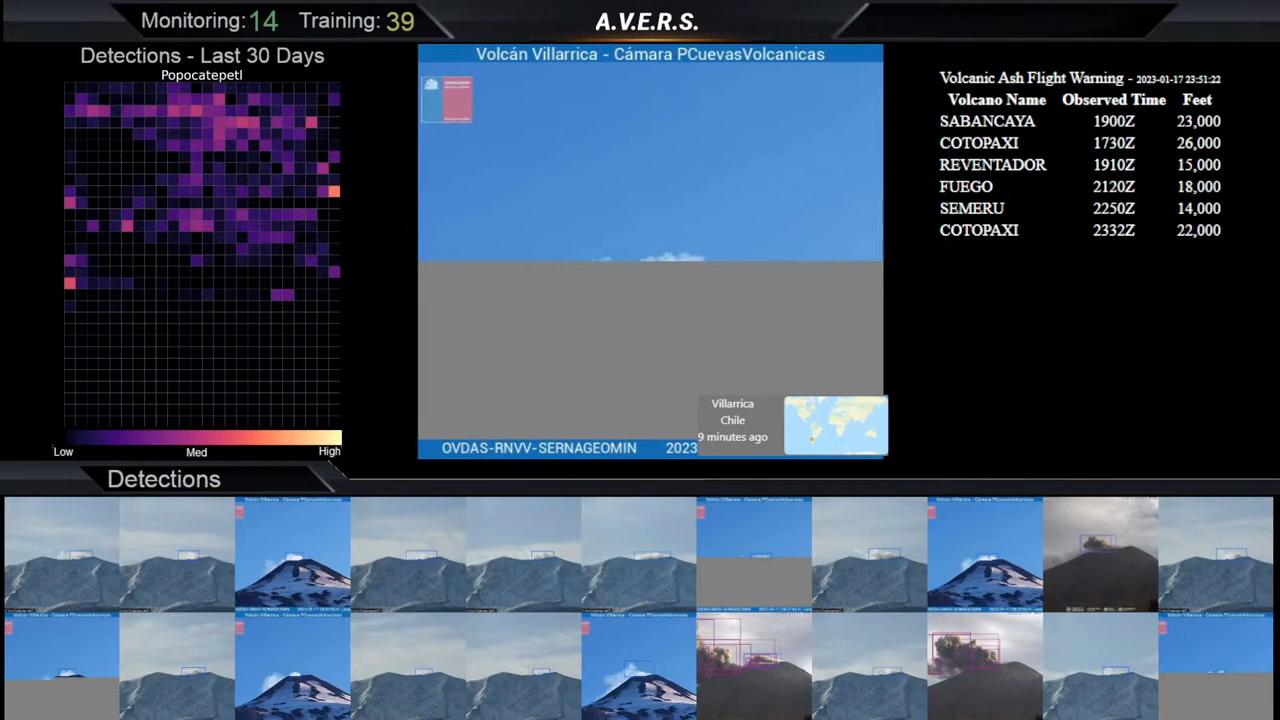 Monitoring: 14 Training: 39
A.V.E.R.S.
Detections - Last 30 Days
Popocatepetl
Low Med High
Volcán Villarrica - Cámara PCuevasVolcanicas
Villarrica
Chile
9 minutes ago
OVDAS-RNVV-SERNAGEOMIN 2023
Volcanic Ash Flight Warning - 2023-01-17 23:51:22
Volcano Name Observed Time Feet
SABANCAYA 1900Z 23,000
COTOPAXI 1730Z 26,000
REVENTADOR 1910Z 15,000
FUEGO 2120Z 18,000
SEMERU 2250Z 14,000
COTOPAXI 2332Z 22,000
Detections